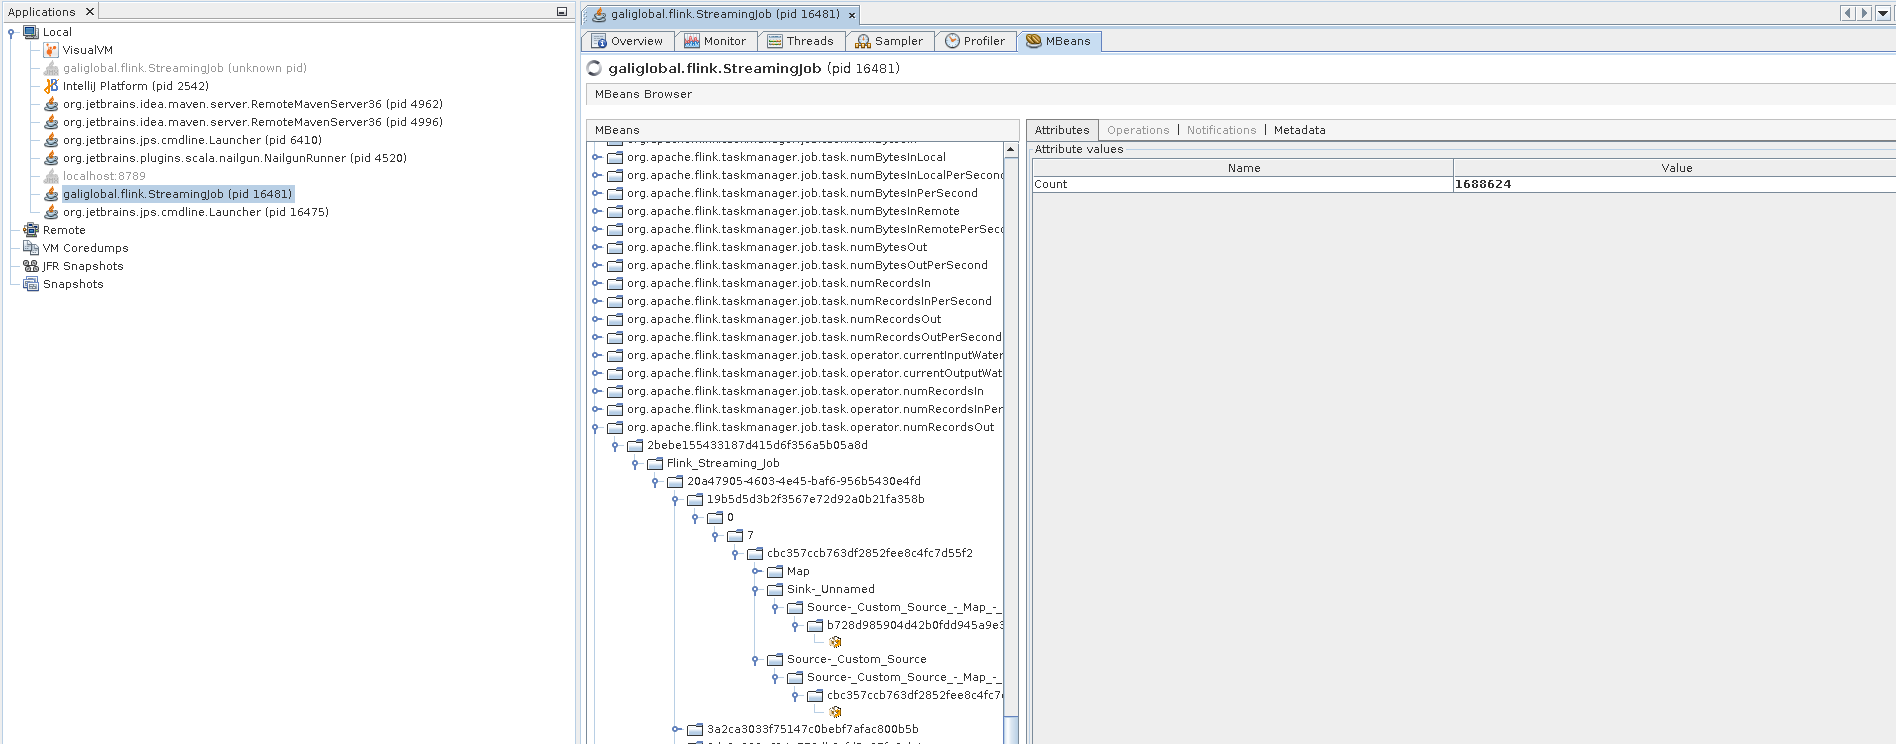 Applications
Local
VisualVM
galiglobal.flink.StreamingJob (unknown pid)
IntelliJ Platform (pid 2542)
org.jetbrains.idea.maven.server.RemoteMavenServer36 (pid 4962)
org.jetbrains.idea.maven.server.RemoteMavenServer36 (pid 4996)
org.jetbrains.jps.cmdline.Launcher (pid 6410)
org.jetbrains.plugins.scala.nailgun.NailgunRunner (pid 4520)
localhost:8789
galiglobal.flink.StreamingJob (pid 16481)
org.jetbrains.jps.cmdline.Launcher (pid 16475)
Remote
VM Coredumps
JFR Snapshots
Snapshots
galiglobal.flink.StreamingJob (pid 16481)
Overview Monitor Threads Sampler Profiler MBeans
galiglobal.flink.StreamingJob (pid 16481)
MBeans Browser
MBeans
org.apache.flink.taskmanager.job.task.numBytesInLocal
org.apache.flink.taskmanager.job.task.numBytesInLocalPerSecond
org.apache.flink.taskmanager.job.task.numBytesInPerSecond
org.apache.flink.taskmanager.job.task.numBytesInRemote
org.apache.flink.taskmanager.job.task.numBytesInRemotePerSec
org.apache.flink.taskmanager.job.task.numBytesOut
org.apache.flink.taskmanager.job.task.numBytesOutPerSecond
org.apache.flink.taskmanager.job.task.numRecordsIn
org.apache.flink.taskmanager.job.task.numRecordsInPerSecond
org.apache.flink.taskmanager.job.task.numRecordsOut
org.apache.flink.taskmanager.job.task.numRecordsOutPerSecond
org.apache.flink.taskmanager.job.task.operator.currentInputWater
org.apache.flink.taskmanager.job.task.operator.currentOutputWat
org.apache.flink.taskmanager.job.task.operator.numRecordsIn
org.apache.flink.taskmanager.job.task.operator.numRecordsInPer
org.apache.flink.taskmanager.job.task.operator.numRecordsOut
2bebe155433187d415d6f356a5b05a8d
Flink_Streaming_Job
20a47905-4603-4e45-baf6-956b5430e4fd
19b5d5d3b2f3567e72d92a0b21fa358b
0
7
cbc357ccb763df2852fee8c4fc7d55f2
Map
Sink-_Unnamed
Source-_Custom_Source_-_Map_-_
b728d985904d42b0fdd945a9e3
Source-_Custom_Source
Source-_Custom_Source_-_Map_-_
cbc357ccb763df2852fee8c4fc7
3a2ca3033f75147c0bebf7afac800b5b
Attributes Operations Notifications Metadata
Attribute values
Name Value
Count 1688624